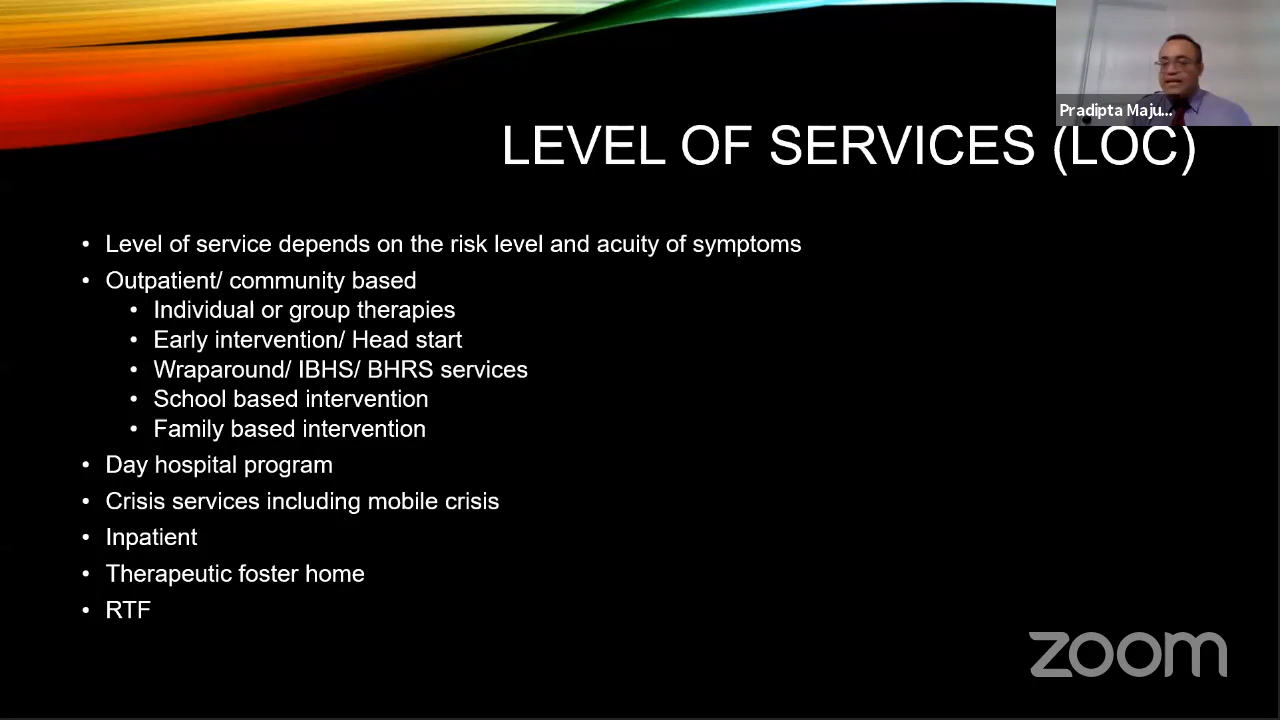 Pradipta Maju...
LEVEL OF SERVICES (LOC)
• Level of service depends on the risk level and acuity of symptoms
• Outpatient/ community based
• Individual or group therapies
• Early intervention/ Head start
• Wraparound/ IBHS/ BHRS services
• School based intervention
• Family based intervention
• Day hospital program
• Crisis services including mobile crisis
• Inpatient
• Therapeutic foster home
• RTF
zoom